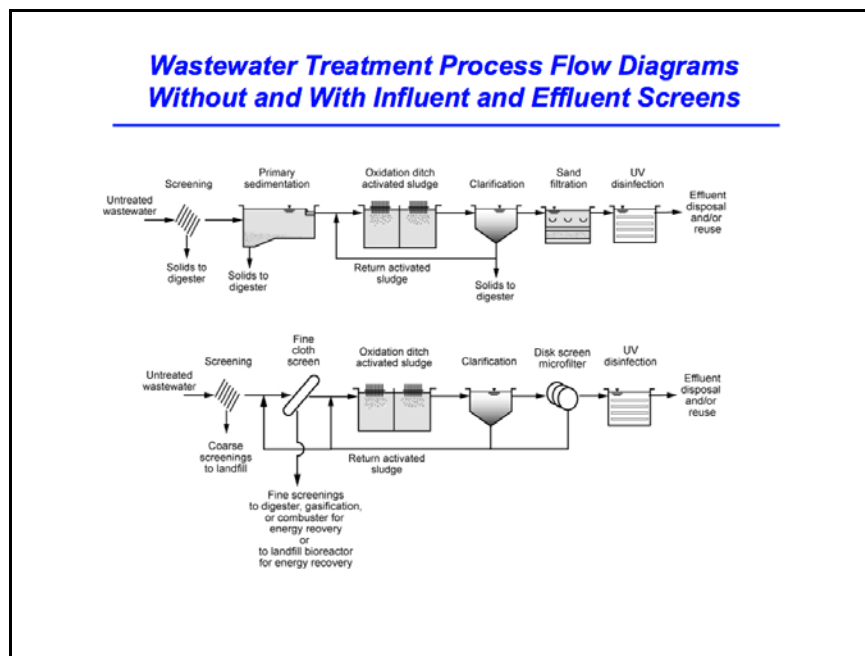 Wastewater Treatment Process Flow Diagrams
Without and With Influent and Effluent Screens
Untreated
wastewater
Screening
Solids to
digester
Primary
sedimentation
Solids to
digester
Oxidation ditch
activated sludge
Return activated
sludge
Clarification
Solids to
digester
Sand
filtration
UV
disinfection
Effluent
disposal
and/or
reuse
Untreated
wastewater
Screening
Coarse
screenings
to landfill
Fine
cloth
screen
Fine screenings
to digester, gasification,
or combuster for
energy reovery
or
to landfill bioreactor
for energy recovery
Oxidation ditch
activated sludge
Return activated
sludge
Clarification
Disk screen
microfilter
UV
disinfection
Effluent
disposal
and/or
reuse